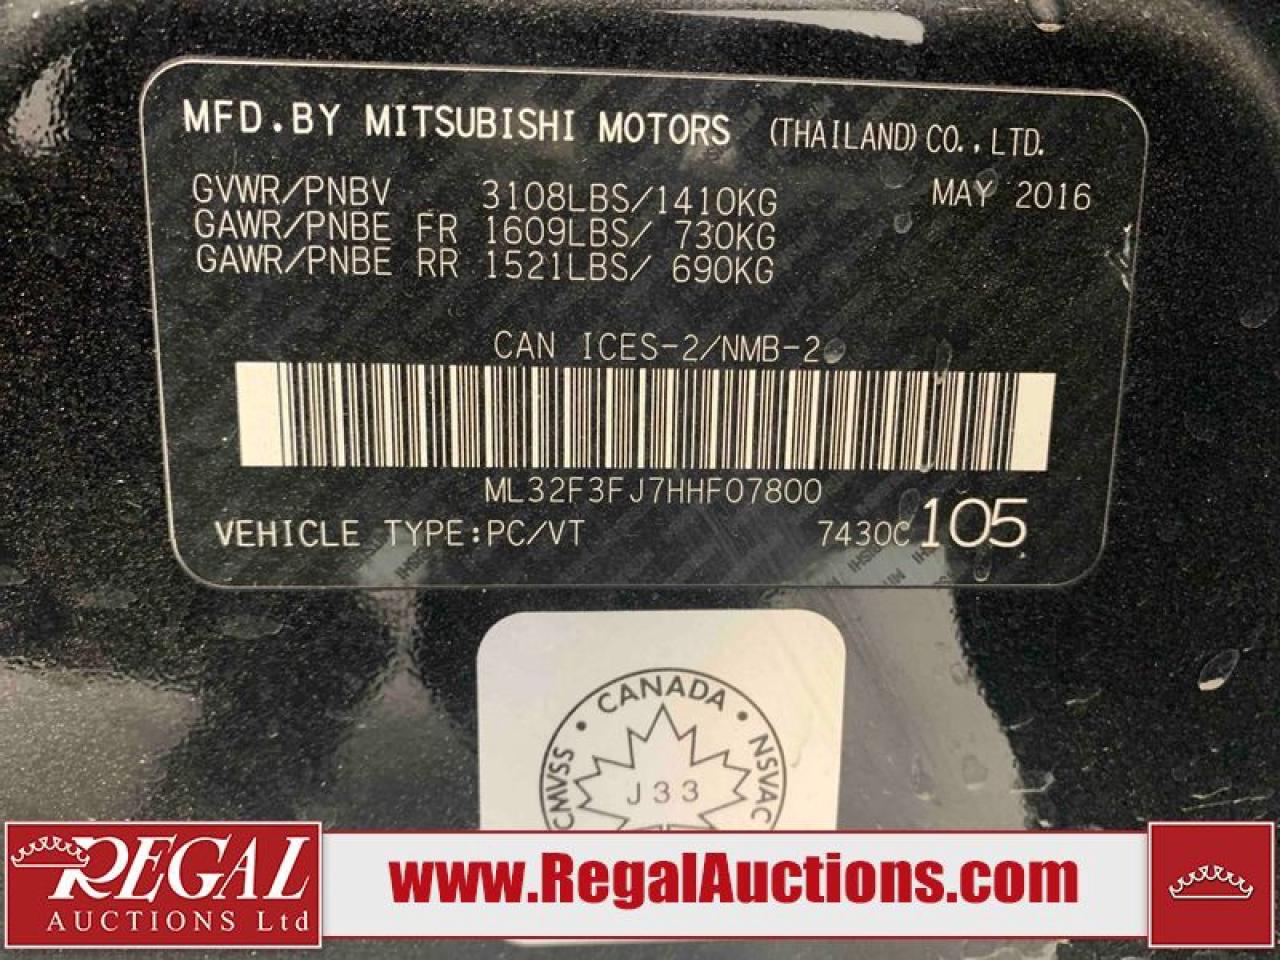 MFD.BY MITSUBISHI MOTORS (THAILAND) CO., LTD.
GVWR/PNBV 3108LBS/1410KG MAY 2016
GAWR/PNBE FR 1609LBS/ 730KG
GAWR/PNBE RR 1521LBS/ 690KG
CAN ICES-2/NMB-2
ML32F3FJ7HHF07800
VEHICLE TYPE:PC/VT 7430C 105
CANADA
CMVSS
NSVAC
J33
REGAL
AUCTIONS Ltd
www.RegalAuctions.com